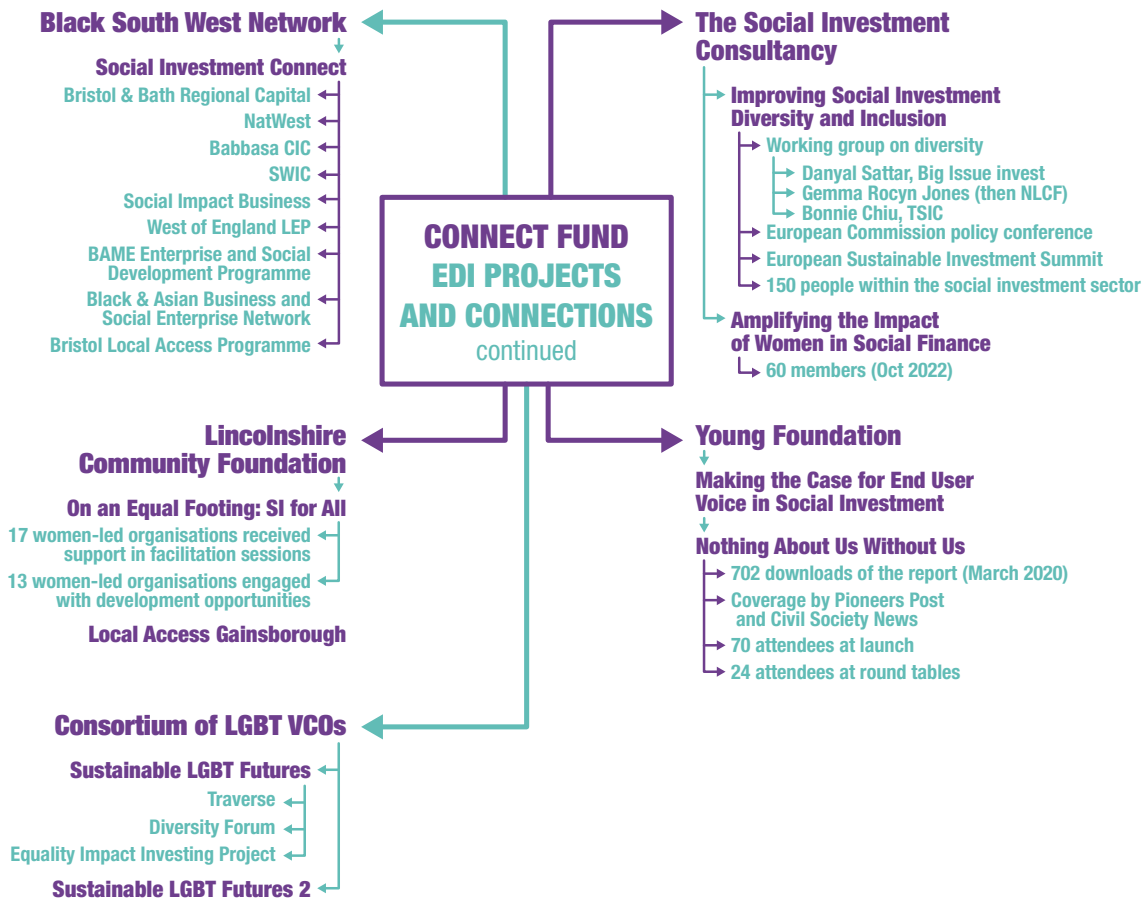 Black South West Network
Social Investment Connect
Bristol & Bath Regional Capital
NatWest
Babbasa CIC
SWIC
Social Impact Business
West of England LEP
BAME Enterprise and Social
Development Programme
Black & Asian Business and
Social Enterprise Network
Bristol Local Access Programme
The Social Investment
Consultancy
Improving Social Investment
Diversity and Inclusion
Working group on diversity
Danyal Sattar, Big Issue invest
Gemma Rocyn Jones (then NLCF)
Bonnie Chiu, TSIC
European Commission policy conference
European Sustainable Investment Summit
150 people within the social investment sector
Amplifying the Impact
of Women in Social Finance
60 members (Oct 2022)
CONNECT FUND
EDI PROJECTS
AND CONNECTIONS
continued
Lincolnshire
Community Foundation
On an Equal Footing: SI for All
17 women-led organisations received
support in facilitation sessions
13 women-led organisations engaged
with development opportunities
Local Access Gainsborough
Young Foundation
Making the Case for End User
Voice in Social Investment
Nothing About Us Without Us
702 downloads of the report (March 2020)
Coverage by Pioneers Post
and Civil Society News
70 attendees at launch
24 attendees at round tables
Consortium of LGBT VCOs
Sustainable LGBT Futures
Traverse
Diversity Forum
Equality Impact Investing Project
Sustainable LGBT Futures 2